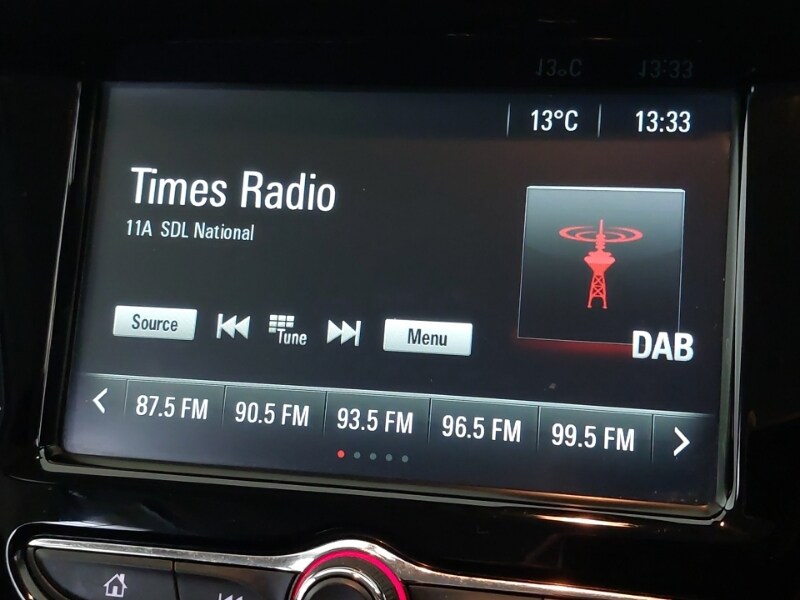 13°C 13:33
Times Radio
11A SDL National
DAB
Source Tune Menu
87.5 FM 90.5 FM 93.5 FM 96.5 FM 99.5 FM